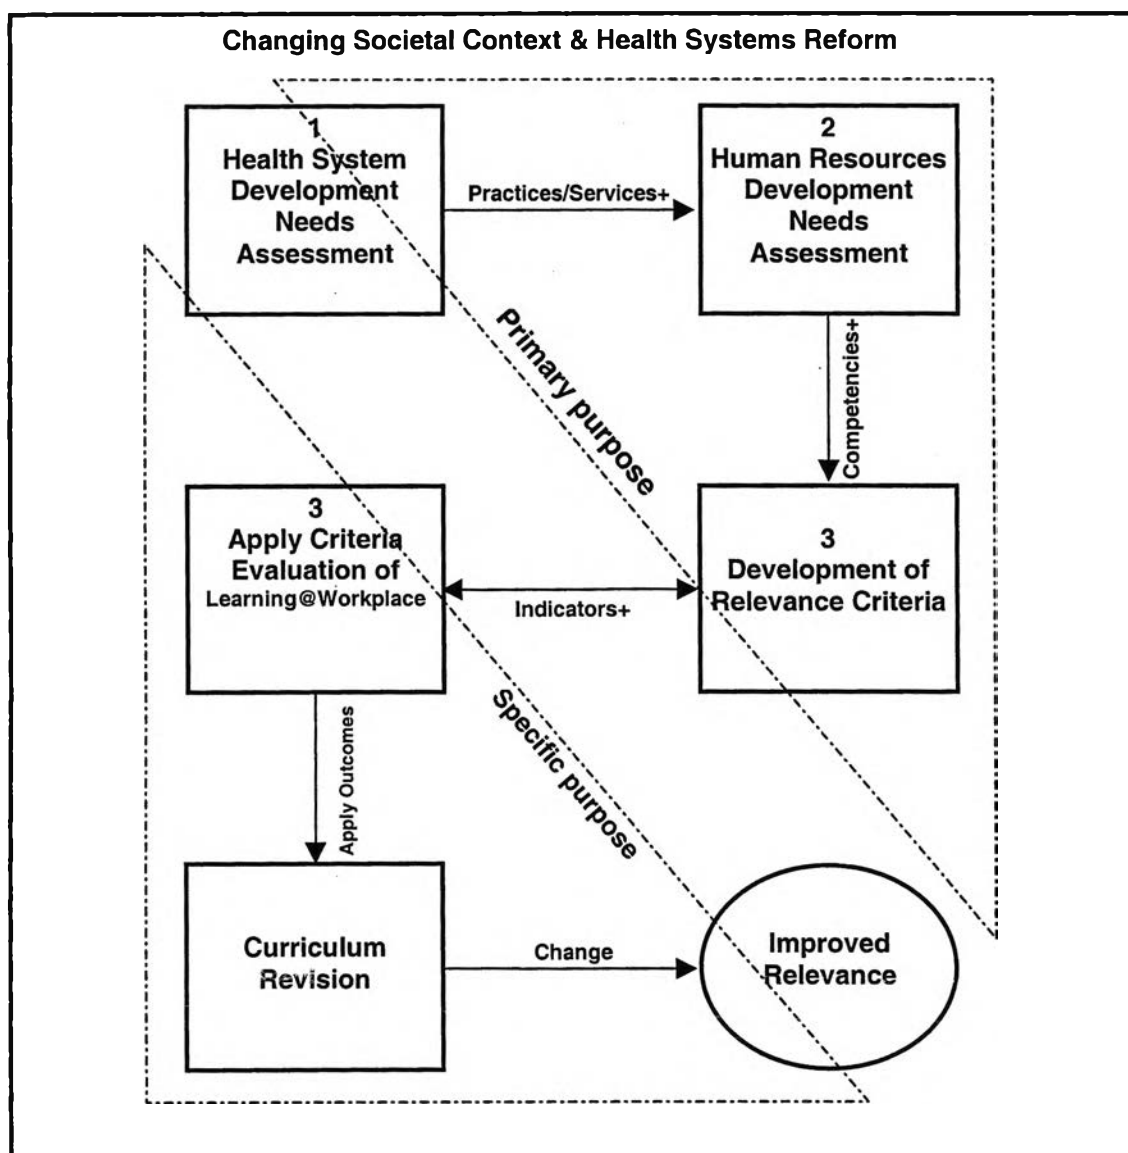 Changing Societal Context & Health Systems Reform
1
Health System
Development
Needs
Assessment
Practices/Services+
2
Human Resources
Development
Needs
Assessment
Primary purpose
Competencies+
3
Apply Criteria
Evaluation of
Learning@Workplace
Indicators+
3
Development of
Relevance Criteria
Specific purpose
Apply Outcomes
Curriculum
Revision
Change
Improved
Relevance